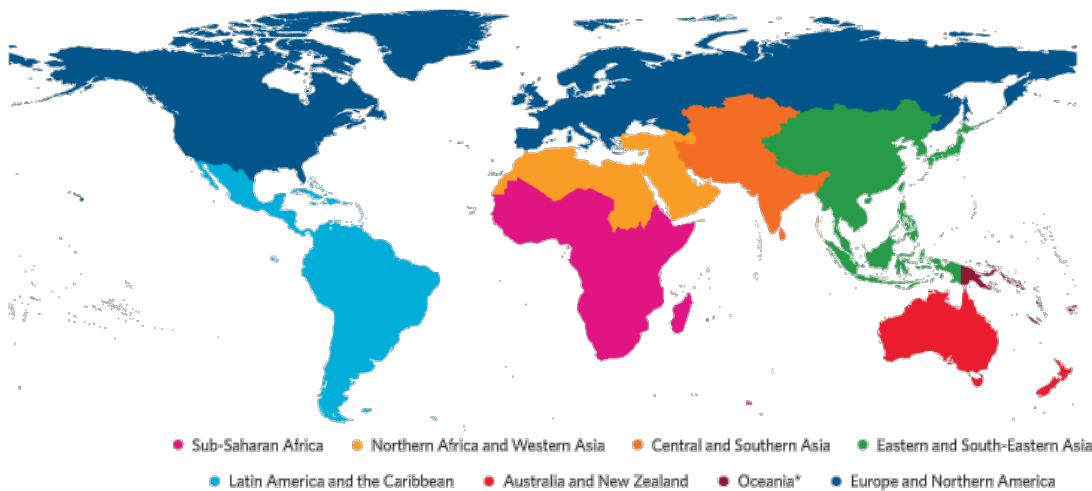 Sub-Saharan Africa Northern Africa and Western Asia Central and Southern Asia Eastern and South-Eastern Asia
Latin America and the Caribbean Australia and New Zealand Oceania* Europe and Northern America